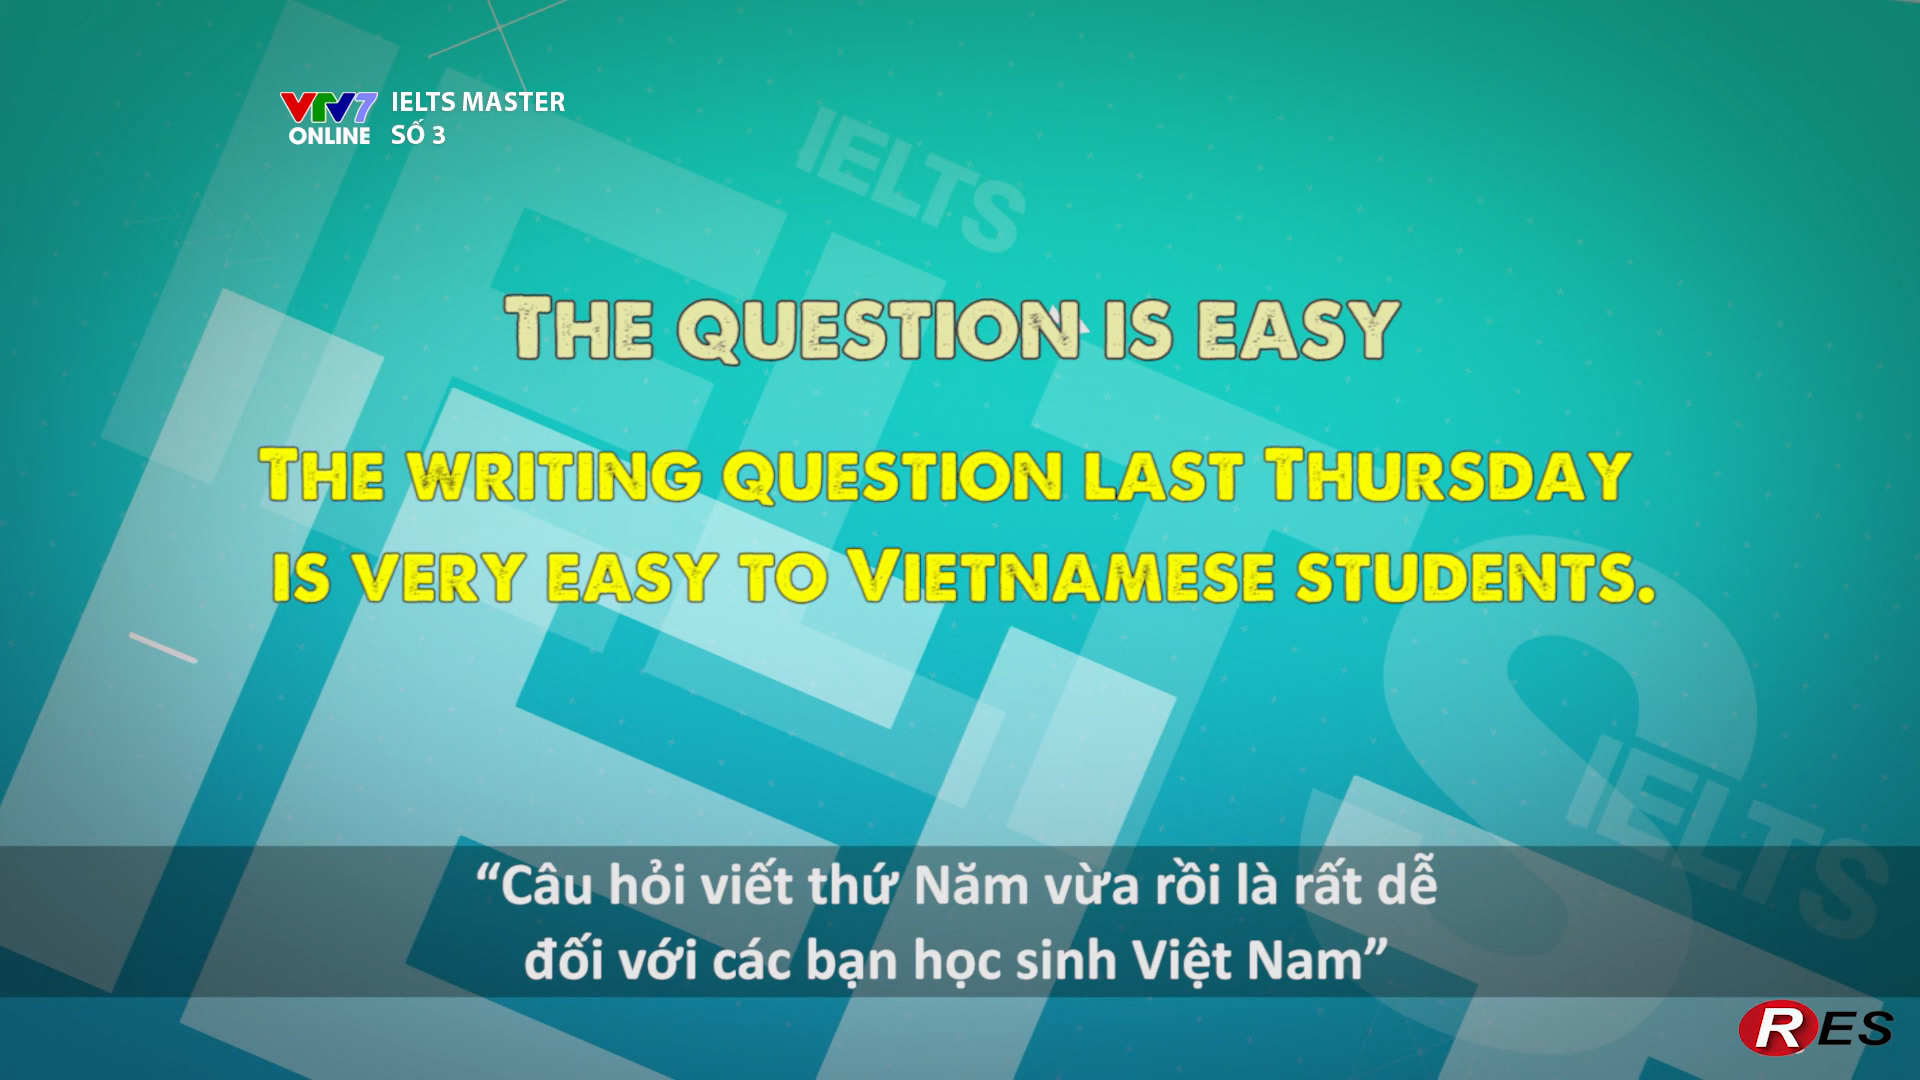 VTV7 IELTS MASTER
ONLINE SỐ 3
IELTS
THE QUESTION IS EASY
THE WRITING QUESTION LAST THURSDAY
IS VERY EASY TO VIETNAMESE STUDENTS.
IELTS
IELTS
“Câu hỏi viết thứ Năm vừa rồi là rất dễ
đối với các bạn học sinh Việt Nam”
RES